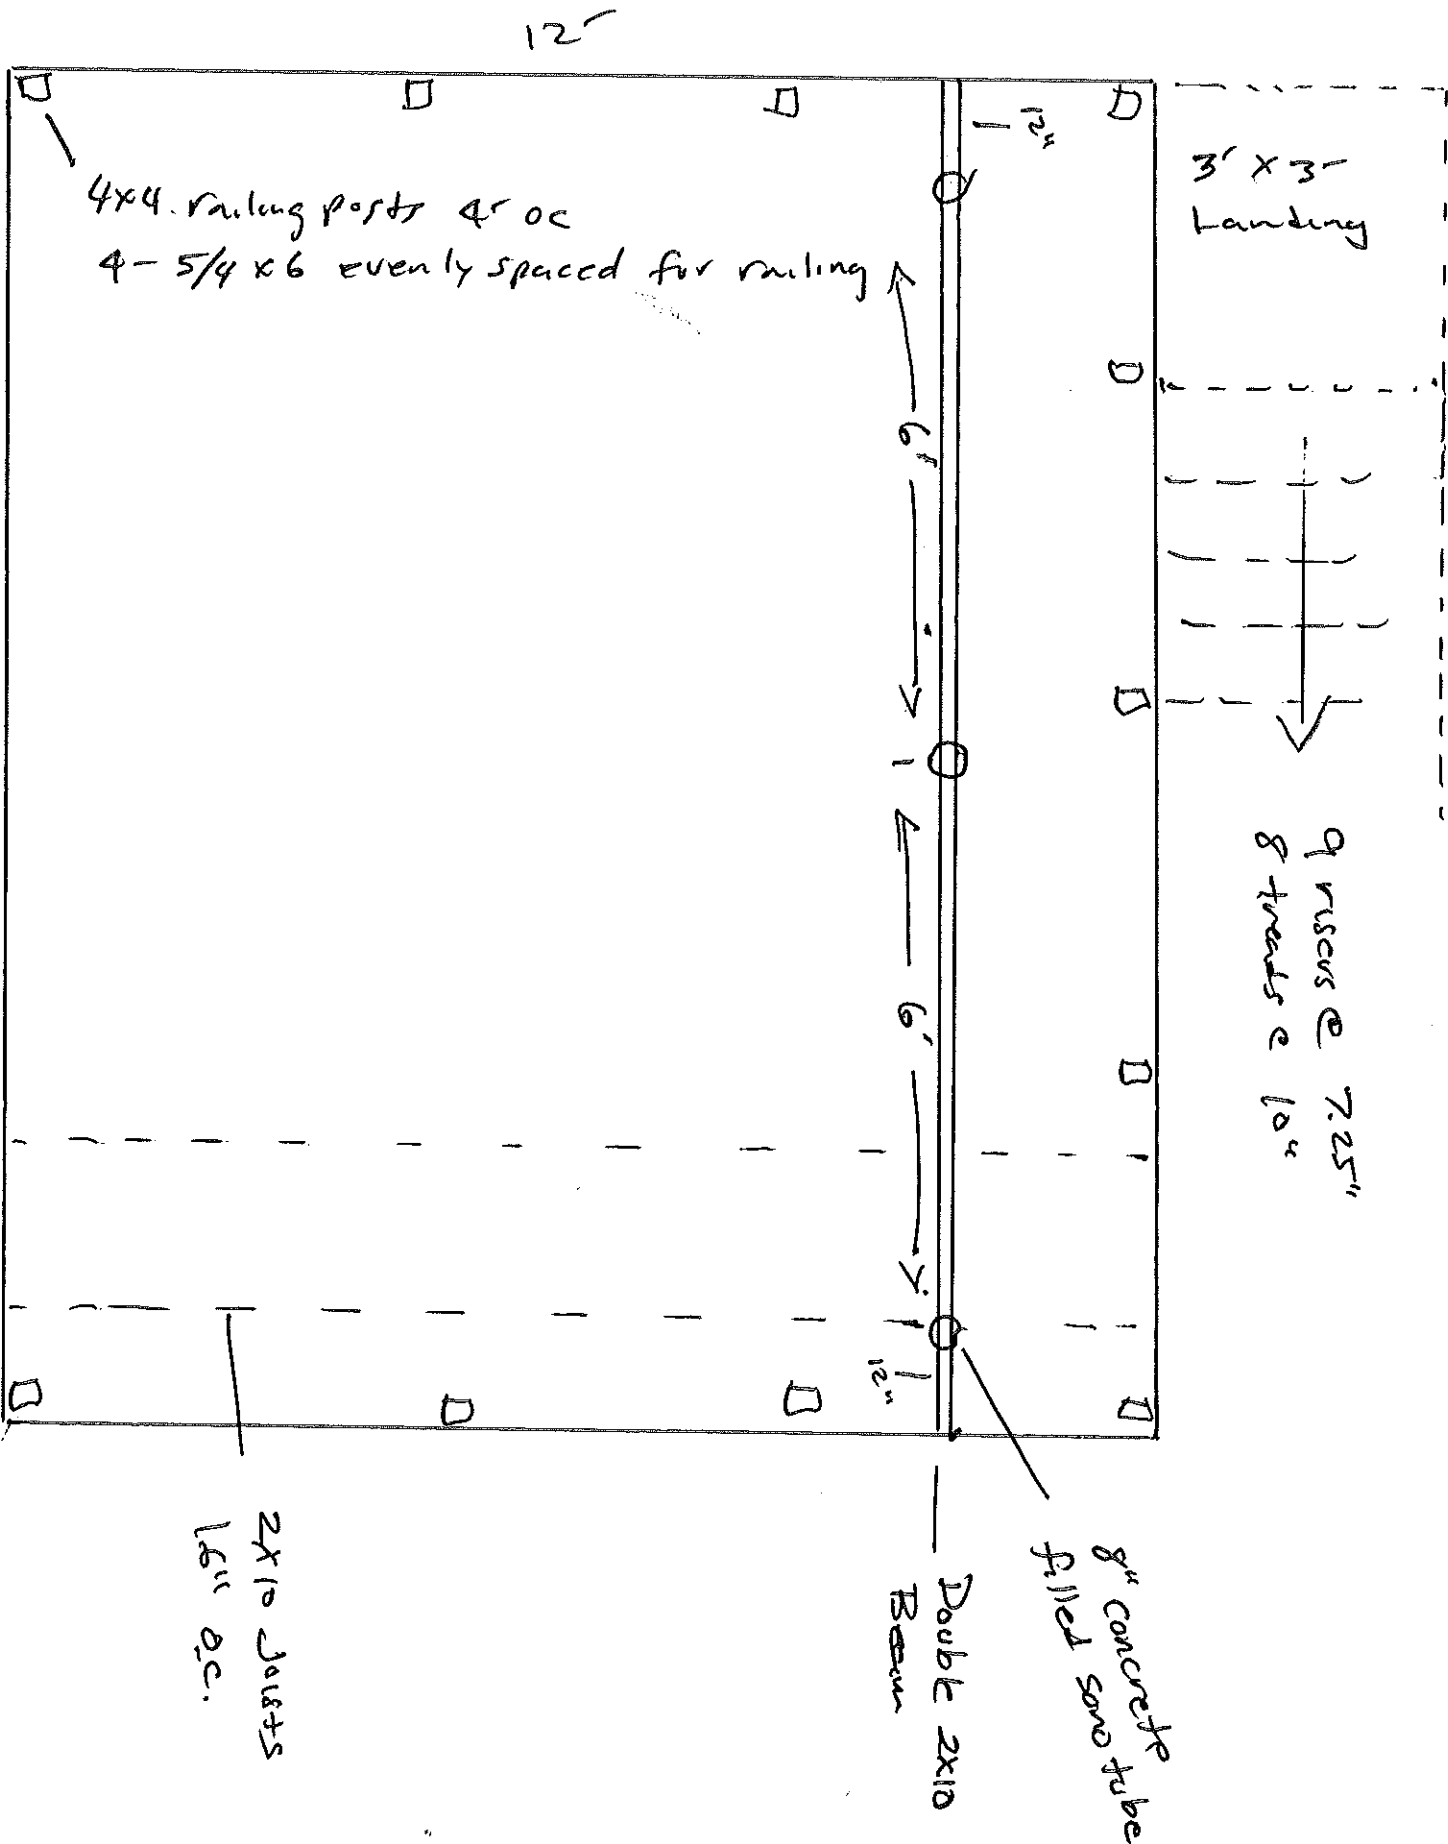 12'
12"
3' x 3'
Landing
4x4 railing posts 4' oc
4 - 5/4 x 6 evenly spaced for railing
6'
9 risers @ 7.25"
8 treads @ 10"
6'
12"
8" concrete
filled sono tube
Double 2x10
Beam
2x10 Joists
16" o.c.